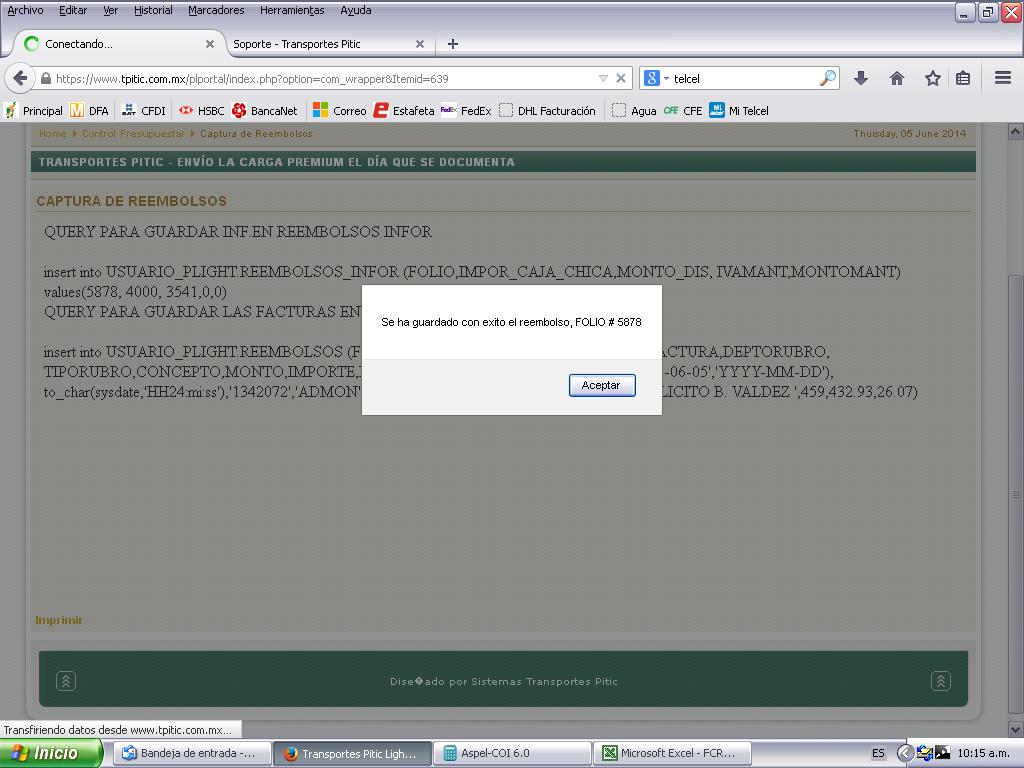 Archivo Editar Ver Historial Marcadores Herramientas Ayuda
Conectando... Soporte - Transportes Pitic
https://www.tpitic.com.mx/plportal/index.php?option=com_wrapper&Itemid=639 telcel
Principal DFA CFDI HSBC BancaNet Correo Estafeta FedEx DHL Facturación Agua CFE Mi Telcel
Home Control Presupuestal Captura de Reembolsos Thursday, 05 June 2014
TRANSPORTES PITIC - ENVÍO LA CARGA PREMIUM EL DÍA QUE SE DOCUMENTA
CAPTURA DE REEMBOLSOS
QUERY PARA GUARDAR INF.EN REEMBOLSOS INFOR
insert into USUARIO_PLIGHT.REEMBOLSOS_INFOR (FOLIO,IMPOR_CAJA_CHICA,MONTO_DIS, IVAMANT,MONTOMANT)
values(5878, 4000, 3541,0,0)
QUERY PARA GUARDAR LAS FACTURAS EN
Se ha guardado con exito el reembolso, FOLIO # 5878
Aceptar
insert into USUARIO_PLIGHT.REEMBOLSOS (F ACTURA,DEPTORUBRO,
TIPORUBRO,CONCEPTO,MONTO,IMPORTE, -06-05','YYYY-MM-DD'),
to_char(sysdate,'HH24:mi:ss'),'1342072','ADMON' LICITO B. VALDEZ ',459,432.93,26.07)
Imprimir
Dise�ado por Sistemas Transportes Pitic
Transfiriendo datos desde www.tpitic.com.mx...
Inicio Bandeja de entrada -... Transportes Pitic Ligh... Aspel-COI 6.0 Microsoft Excel - FCR... ES 10:15 a.m.